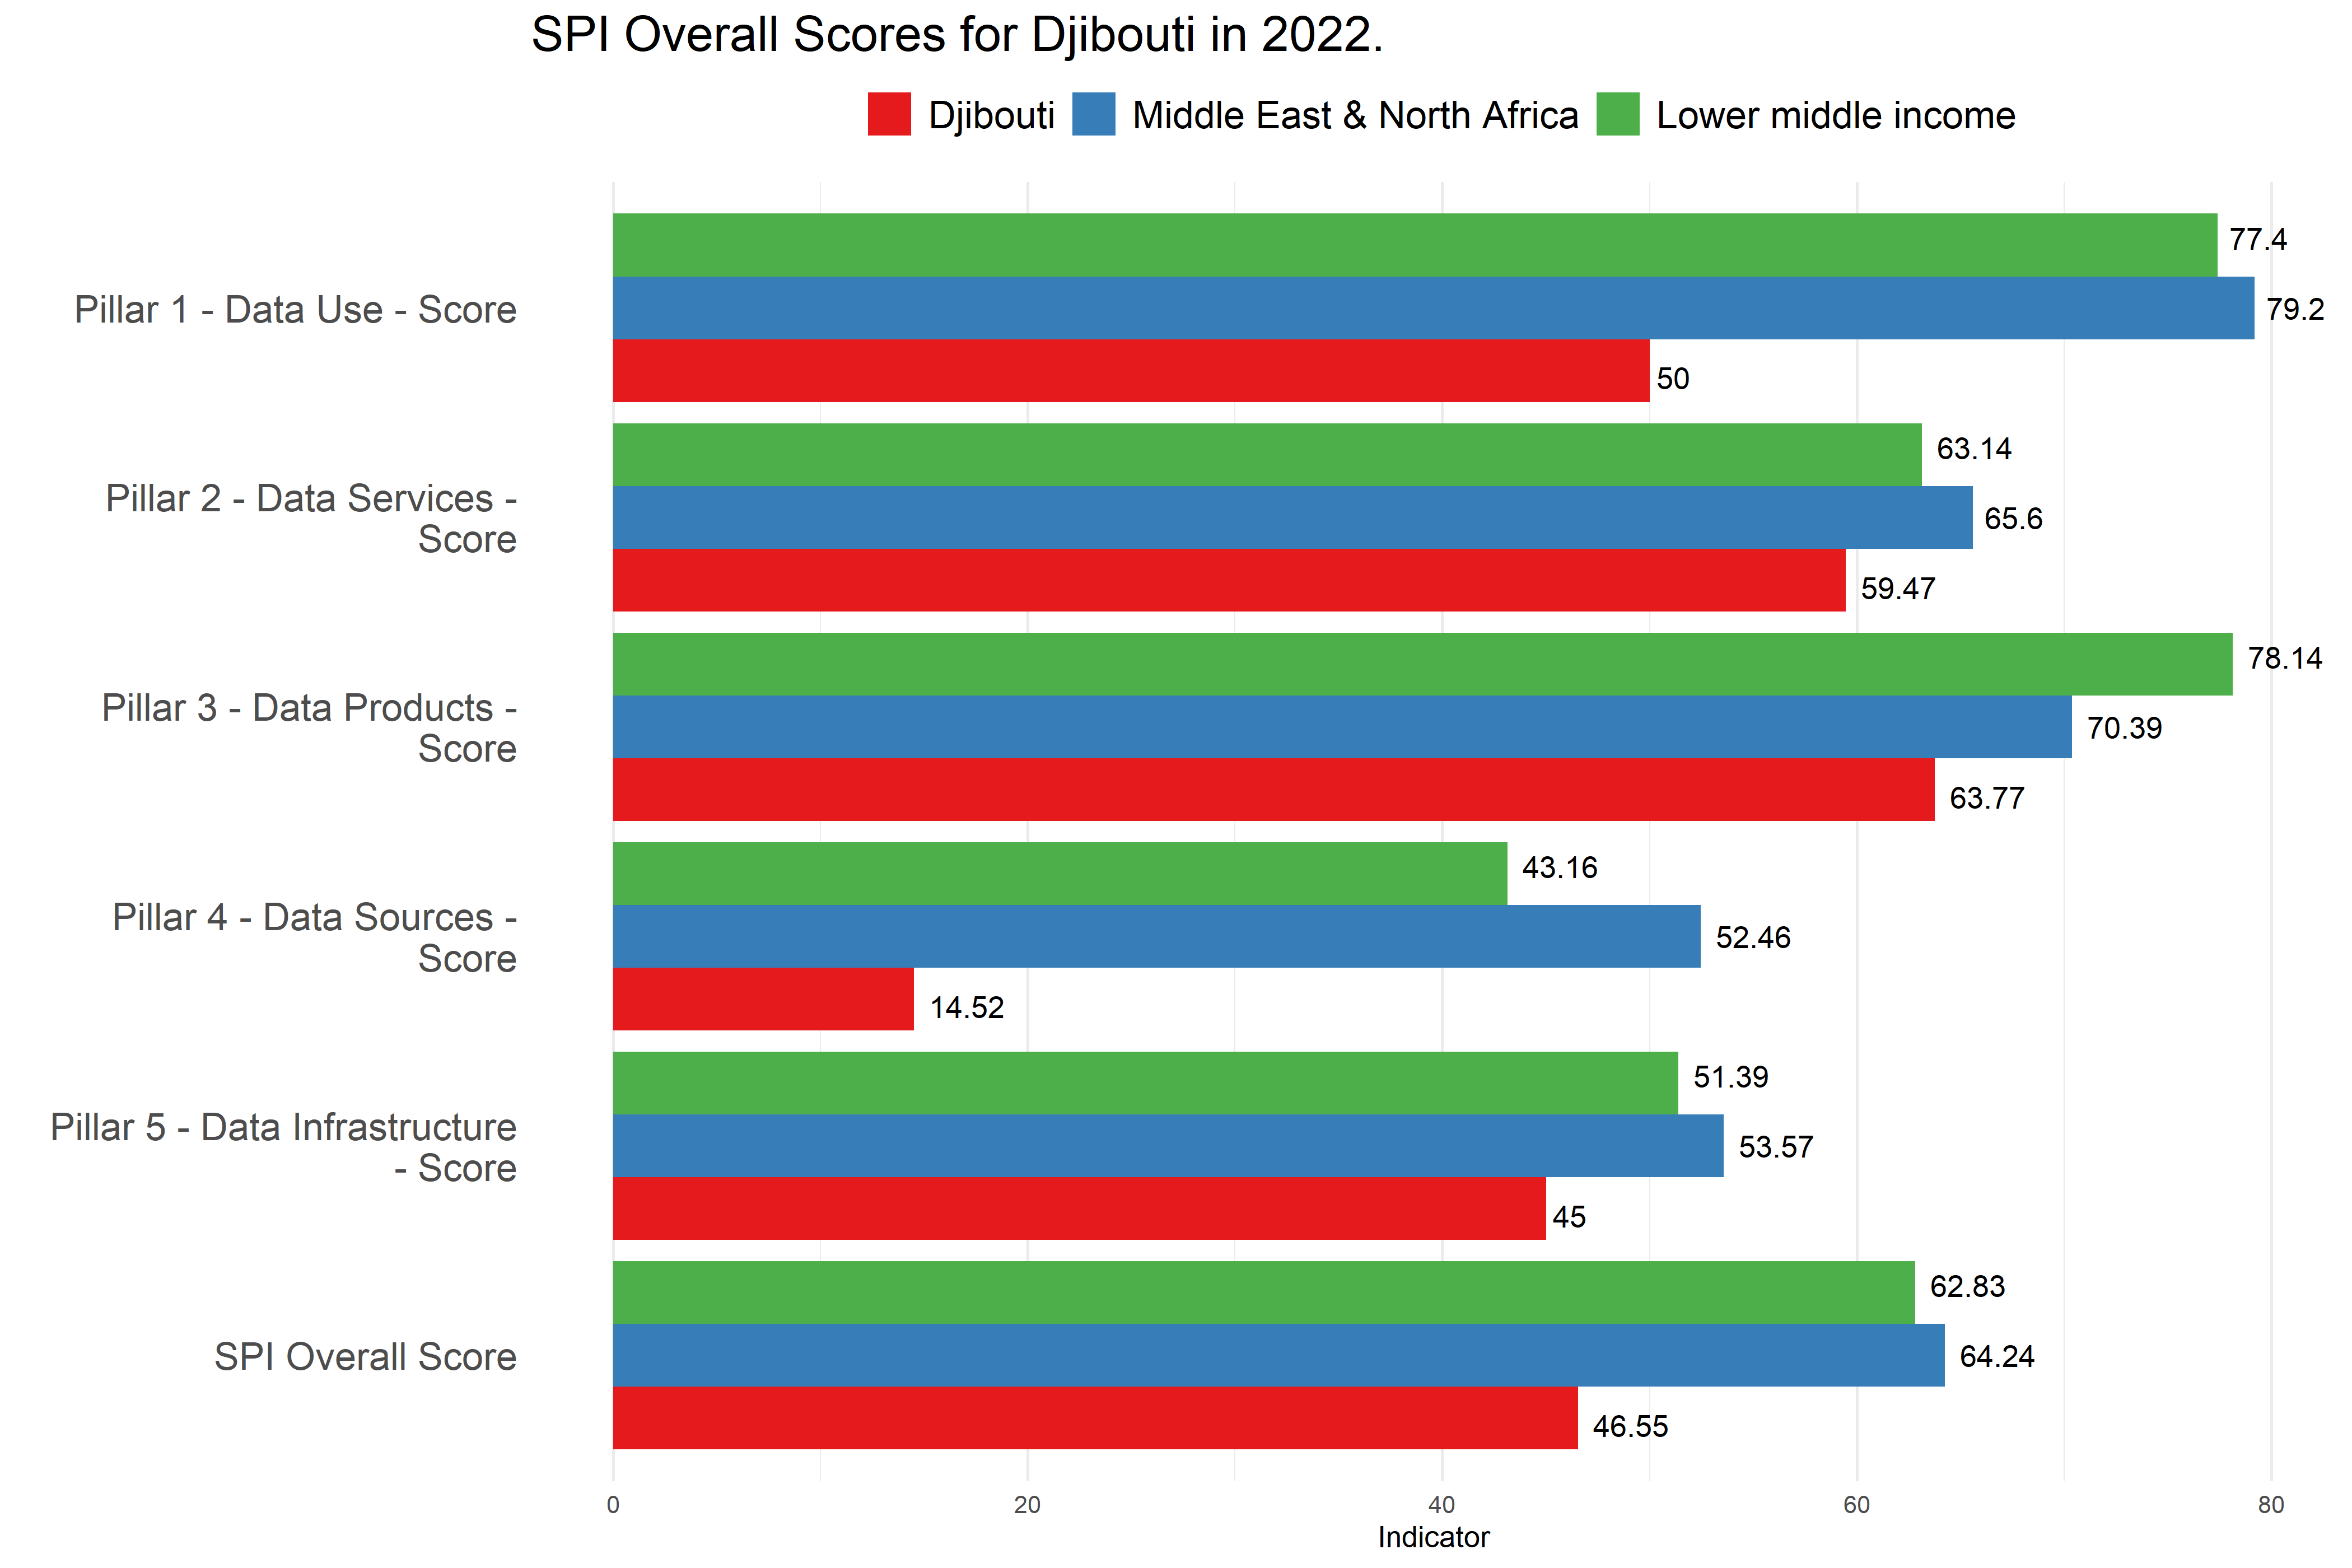 SPI Overall Scores for Djibouti in 2022.
Djibouti Middle East & North Africa Lower middle income
Pillar 1 - Data Use - Score
77.4
79.2
50
Pillar 2 - Data Services -
Score
63.14
65.6
59.47
Pillar 3 - Data Products -
Score
78.14
70.39
63.77
Pillar 4 - Data Sources -
Score
43.16
52.46
14.52
Pillar 5 - Data Infrastructure
- Score
51.39
53.57
45
SPI Overall Score
62.83
64.24
46.55
0 20 40 60 80
Indicator